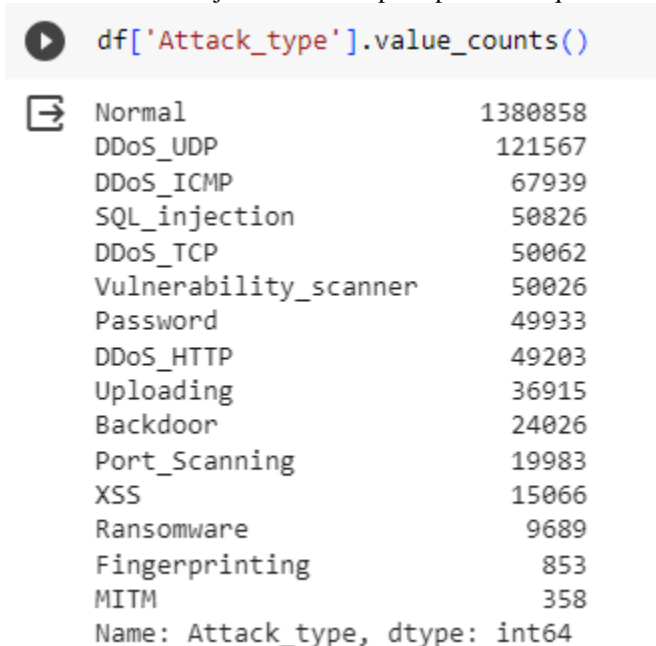 df['Attack_type'].value_counts()
Normal 1380858
DDoS_UDP 121567
DDoS_ICMP 67939
SQL_injection 50826
DDoS_TCP 50062
Vulnerability_scanner 50026
Password 49933
DDoS_HTTP 49203
Uploading 36915
Backdoor 24026
Port_Scanning 19983
XSS 15066
Ransomware 9689
Fingerprinting 853
MITM 358
Name: Attack_type, dtype: int64